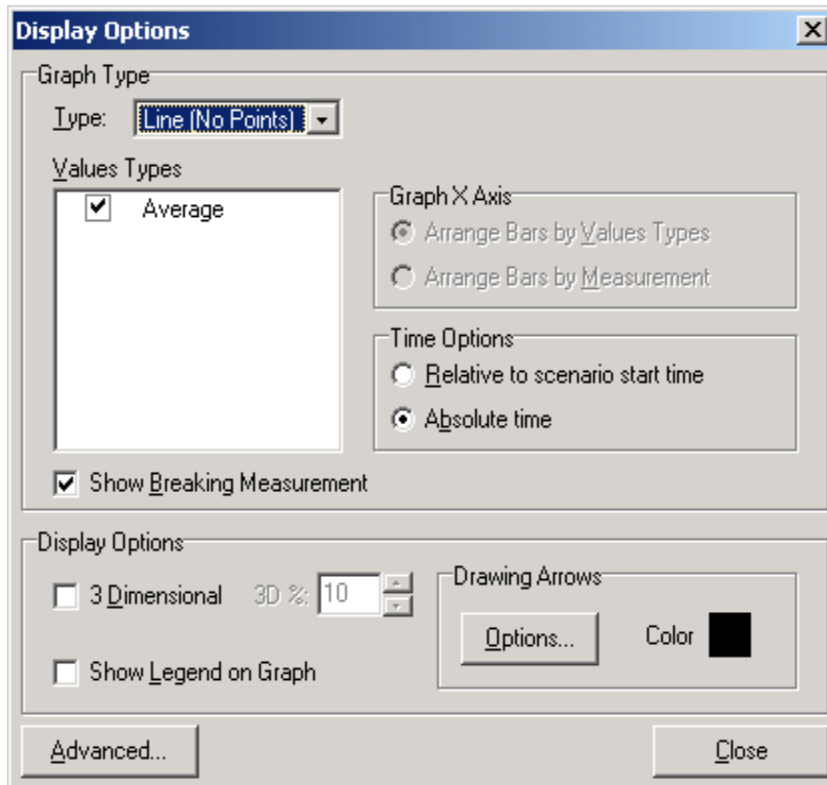 Display Options
Graph Type
Type: Line (No Points)
Values Types
Average
Graph X Axis
Arrange Bars by Values Types
Arrange Bars by Measurement
Time Options
Relative to scenario start time
Absolute time
Show Breaking Measurement
Display Options
3 Dimensional 3D %: 10
Show Legend on Graph
Drawing Arrows
Options... Color
Advanced... Close